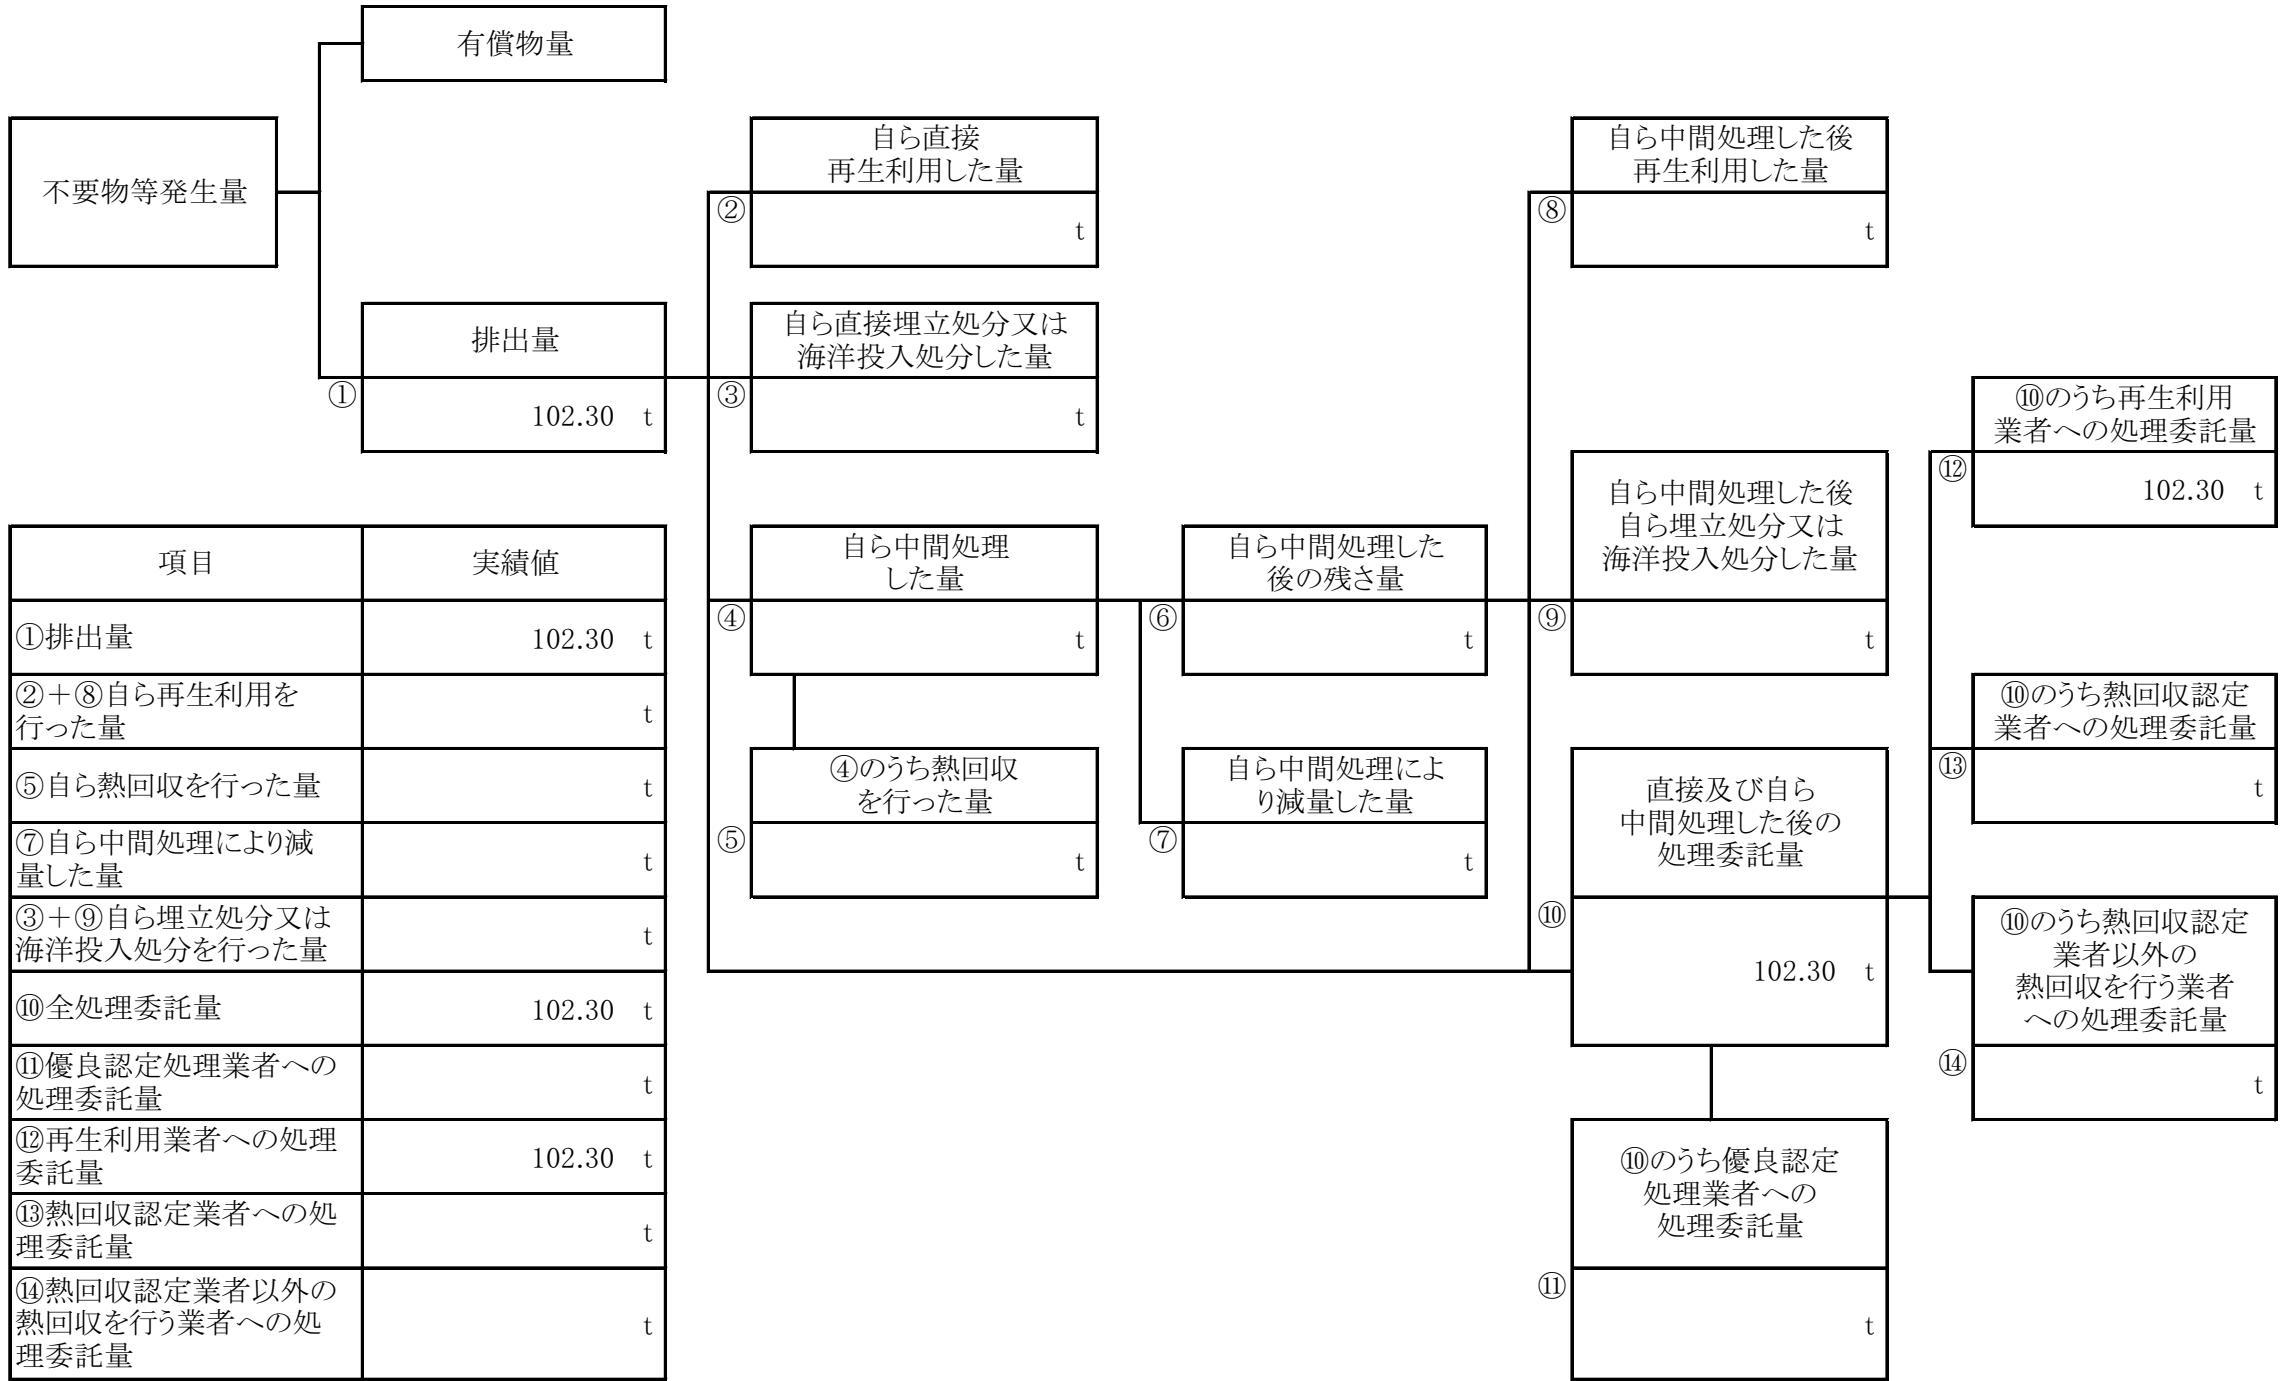 有償物量
不要物等発生量
排出量
①
102.30 t
自ら直接
再生利用した量
②
t
自ら直接埋立処分又は
海洋投入処分した量
③
t
自ら中間処理
した量
④
t
④のうち熱回収
を行った量
⑤
t
自ら中間処理した
後の残さ量
⑥
t
自ら中間処理によ
り減量した量
⑦
t
自ら中間処理した後
再生利用した量
⑧
t
自ら中間処理した後
自ら埋立処分又は
海洋投入処分した量
⑨
t
直接及び自ら
中間処理した後の
処理委託量
⑩
102.30 t
⑩のうち優良認定
処理業者への
処理委託量
⑪
t
⑩のうち再生利用
業者への処理委託量
⑫
102.30 t
⑩のうち熱回収認定
業者への処理委託量
⑬
t
⑩のうち熱回収認定
業者以外の
熱回収を行う業者
への処理委託量
⑭
t
項目 実績値
①排出量 102.30 t
②＋⑧自ら再生利用を
行った量
t
⑤自ら熱回収を行った量 t
⑦自ら中間処理により減
量した量
t
③＋⑨自ら埋立処分又は
海洋投入処分を行った量
t
⑩全処理委託量 102.30 t
⑪優良認定処理業者への
処理委託量
t
⑫再生利用業者への処理
委託量
102.30 t
⑬熱回収認定業者への処
理委託量
t
⑭熱回収認定業者以外の
熱回収を行う業者への処
理委託量
t